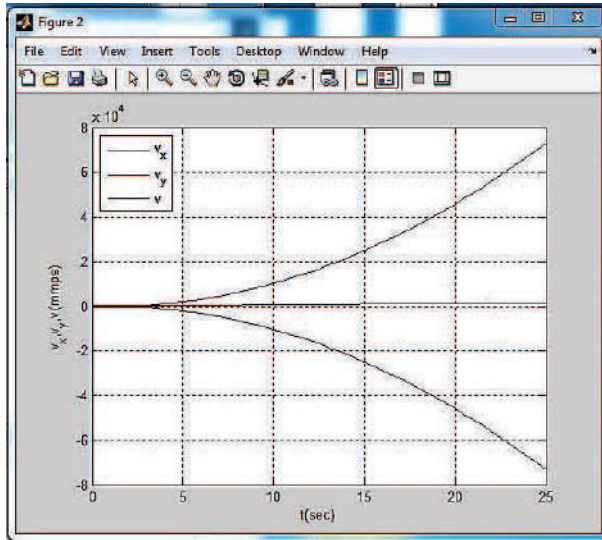 Figure 2
File Edit View Insert Tools Desktop Window Help
x 10^4
8
6
4
2
0
-2
-4
-6
-8
v_x
v_y
v
v_x,v_y,v(mmps)
0 5 10 15 20 25
t(sec)